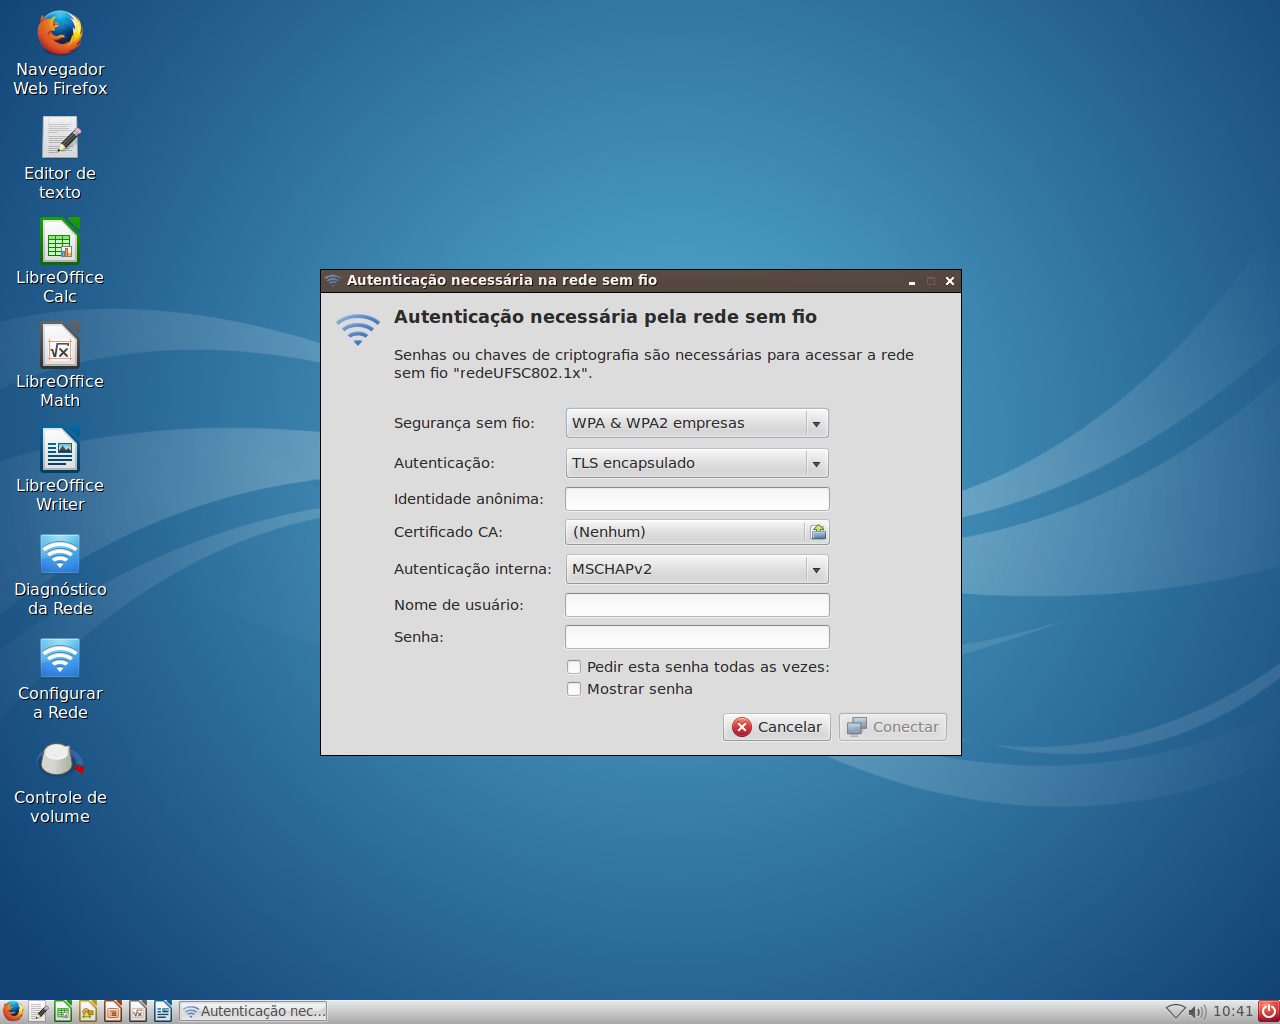 Navegador
Web Firefox
Editor de
texto
LibreOffice
Calc
LibreOffice
Math
LibreOffice
Writer
Diagnóstico
da Rede
Configurar
a Rede
Controle de
volume
Autenticação necessária na rede sem fio
Autenticação necessária pela rede sem fio
Senhas ou chaves de criptografia são necessárias para acessar a rede
sem fio "redeUFSC802.1x".
Segurança sem fio: WPA & WPA2 empresas
Autenticação: TLS encapsulado
Identidade anônima:
Certificado CA: (Nenhum)
Autenticação interna: MSCHAPv2
Nome de usuário:
Senha:
Pedir esta senha todas as vezes:
Mostrar senha
Cancelar Conectar
Autenticação nec... 10:41